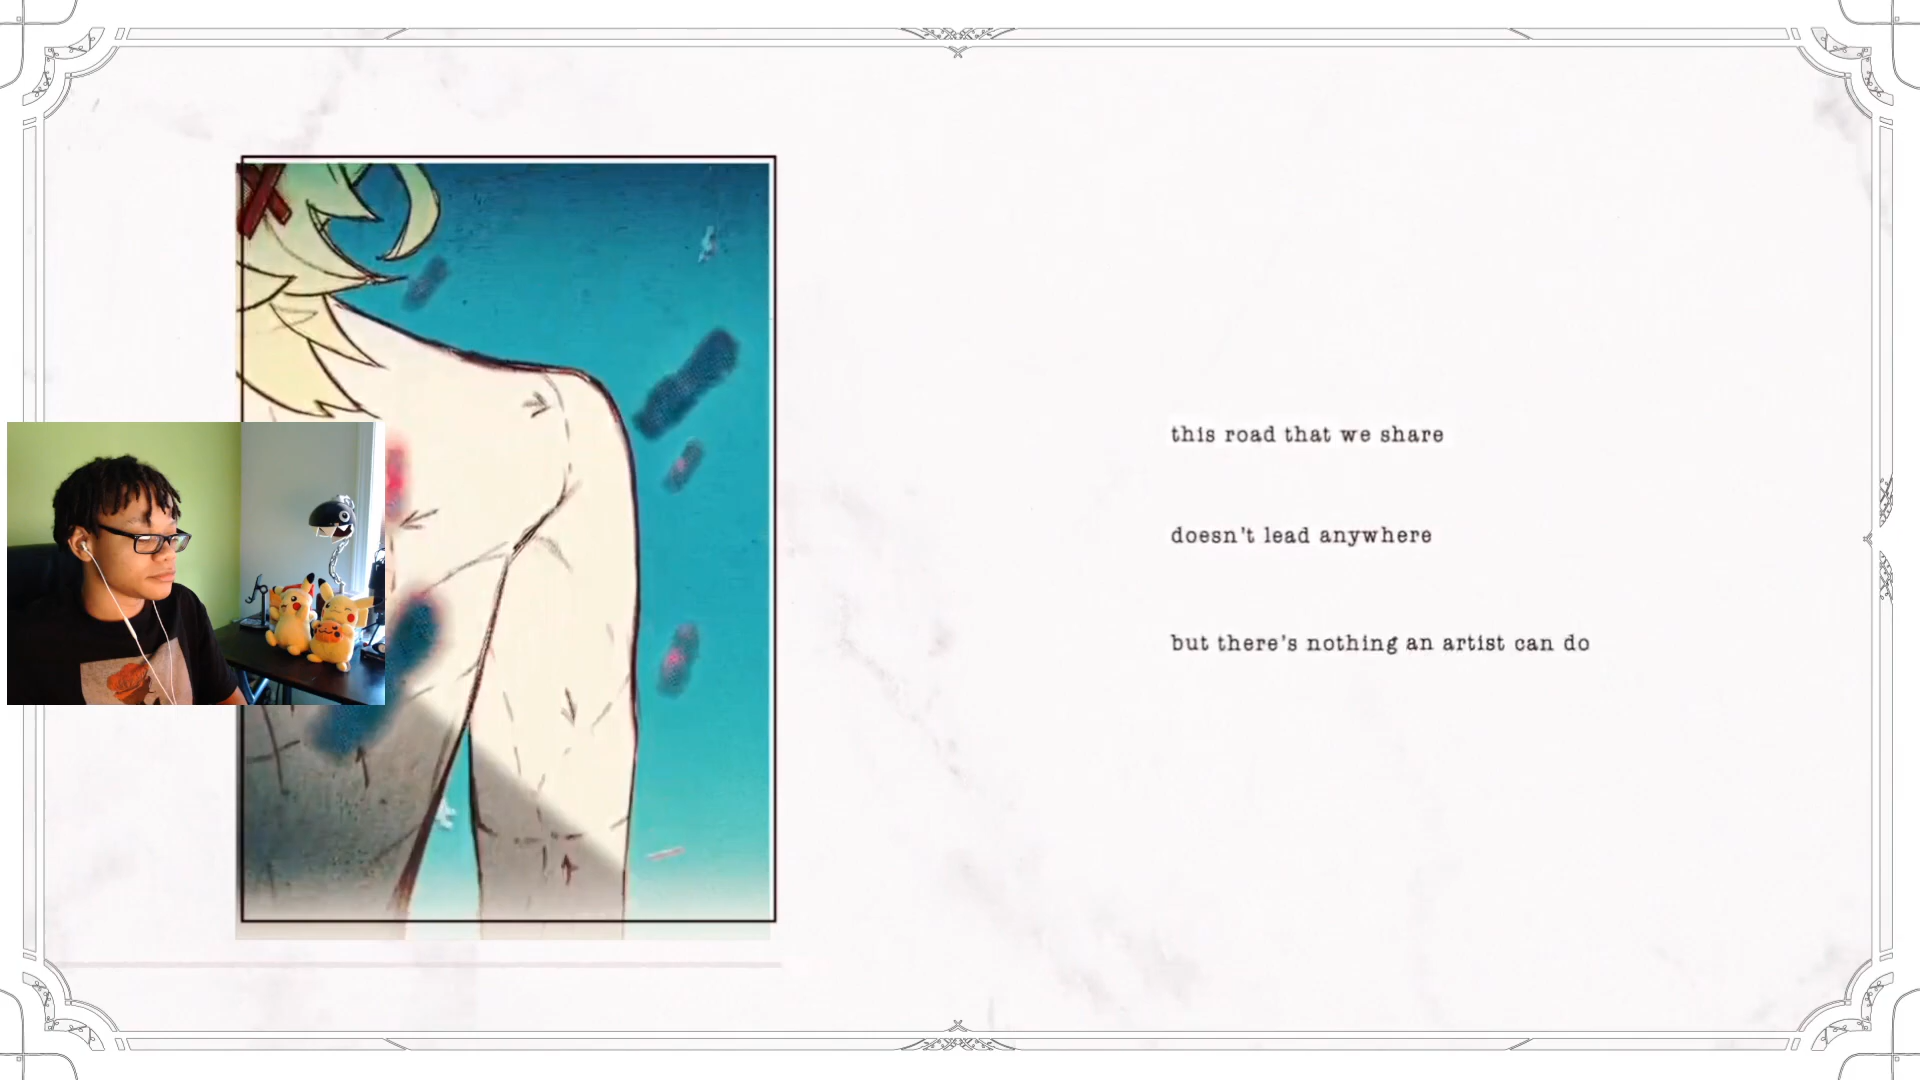 this road that we share
doesn't lead anywhere
but there's nothing an artist can do